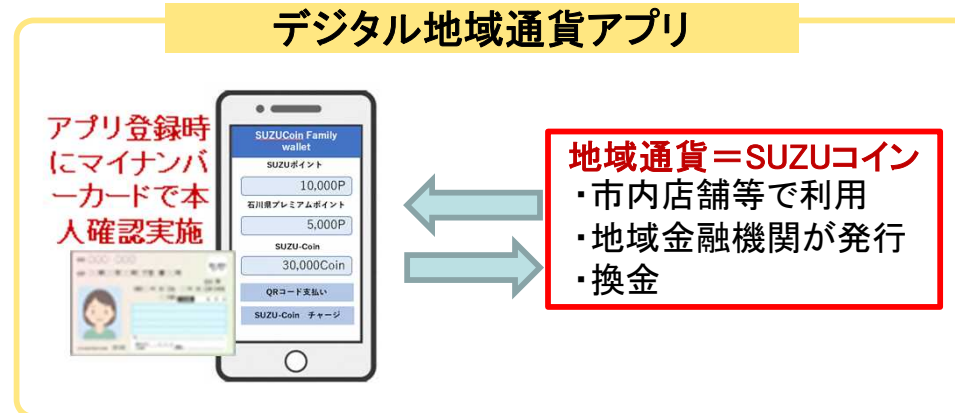 デジタル地域通貨アプリ
アプリ登録時
にマイナンバ
ーカードで本
人確認実施
SUZUCoin Family
wallet
SUZUポイント
10,000P
石川県プレミアムポイント
5,000P
SUZU-Coin
30,000Coin
QRコード支払い
SUZU-Coin チャージ
地域通貨＝SUZUコイン
・市内店舗等で利用
・地域金融機関が発行
・換金